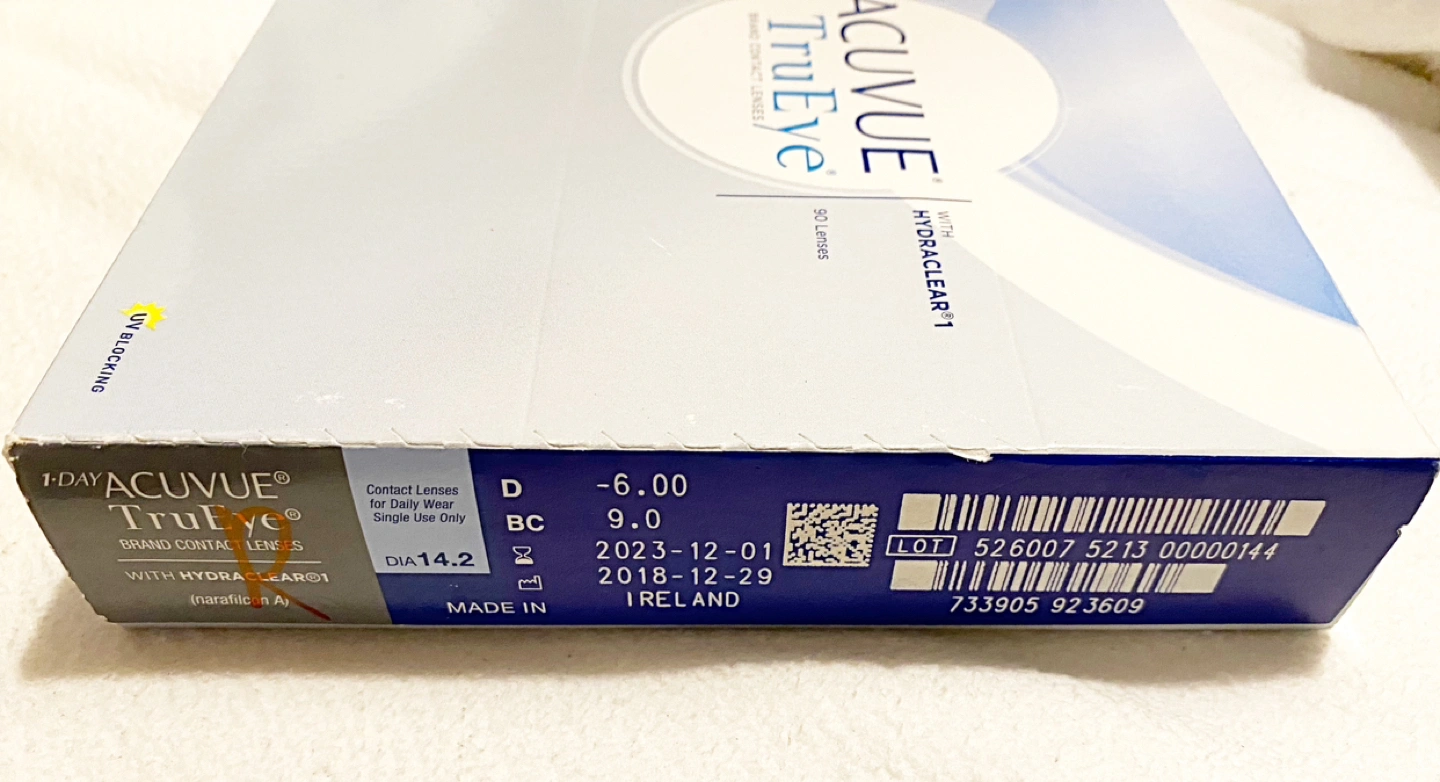 ACUVUE®
TruEye®
BRAND CONTACT LENSES
WITH
HYDRACLEAR®1
90 Lenses
UV BLOCKING
1·DAY ACUVUE®
TruEye®
BRAND CONTACT LENSES
WITH HYDRACLEAR®1
(narafilcon A)
R
Contact Lenses
for Daily Wear
Single Use Only
DIA 14.2
D -6.00
BC 9.0
2023-12-01
2018-12-29
MADE IN IRELAND
LOT 526007 5213 00000144
733905 923609